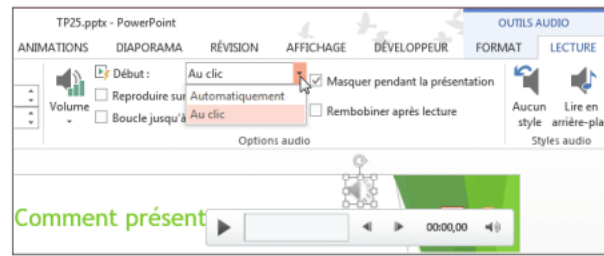 TP25.pptx - PowerPoint
OUTILS AUDIO
ANIMATIONS DIAPORAMA RÉVISION AFFICHAGE DÉVELOPPEUR FORMAT LECTURE
Volume
Début :
Au clic
Masquer pendant la présentation
Reproduire sur
Automatiquement
Rembobiner après lecture
Boucle jusqu'à
Au clic
Aucun style
Lire en arrière-pla
Options audio
Styles audio
Comment présent
00:00,00